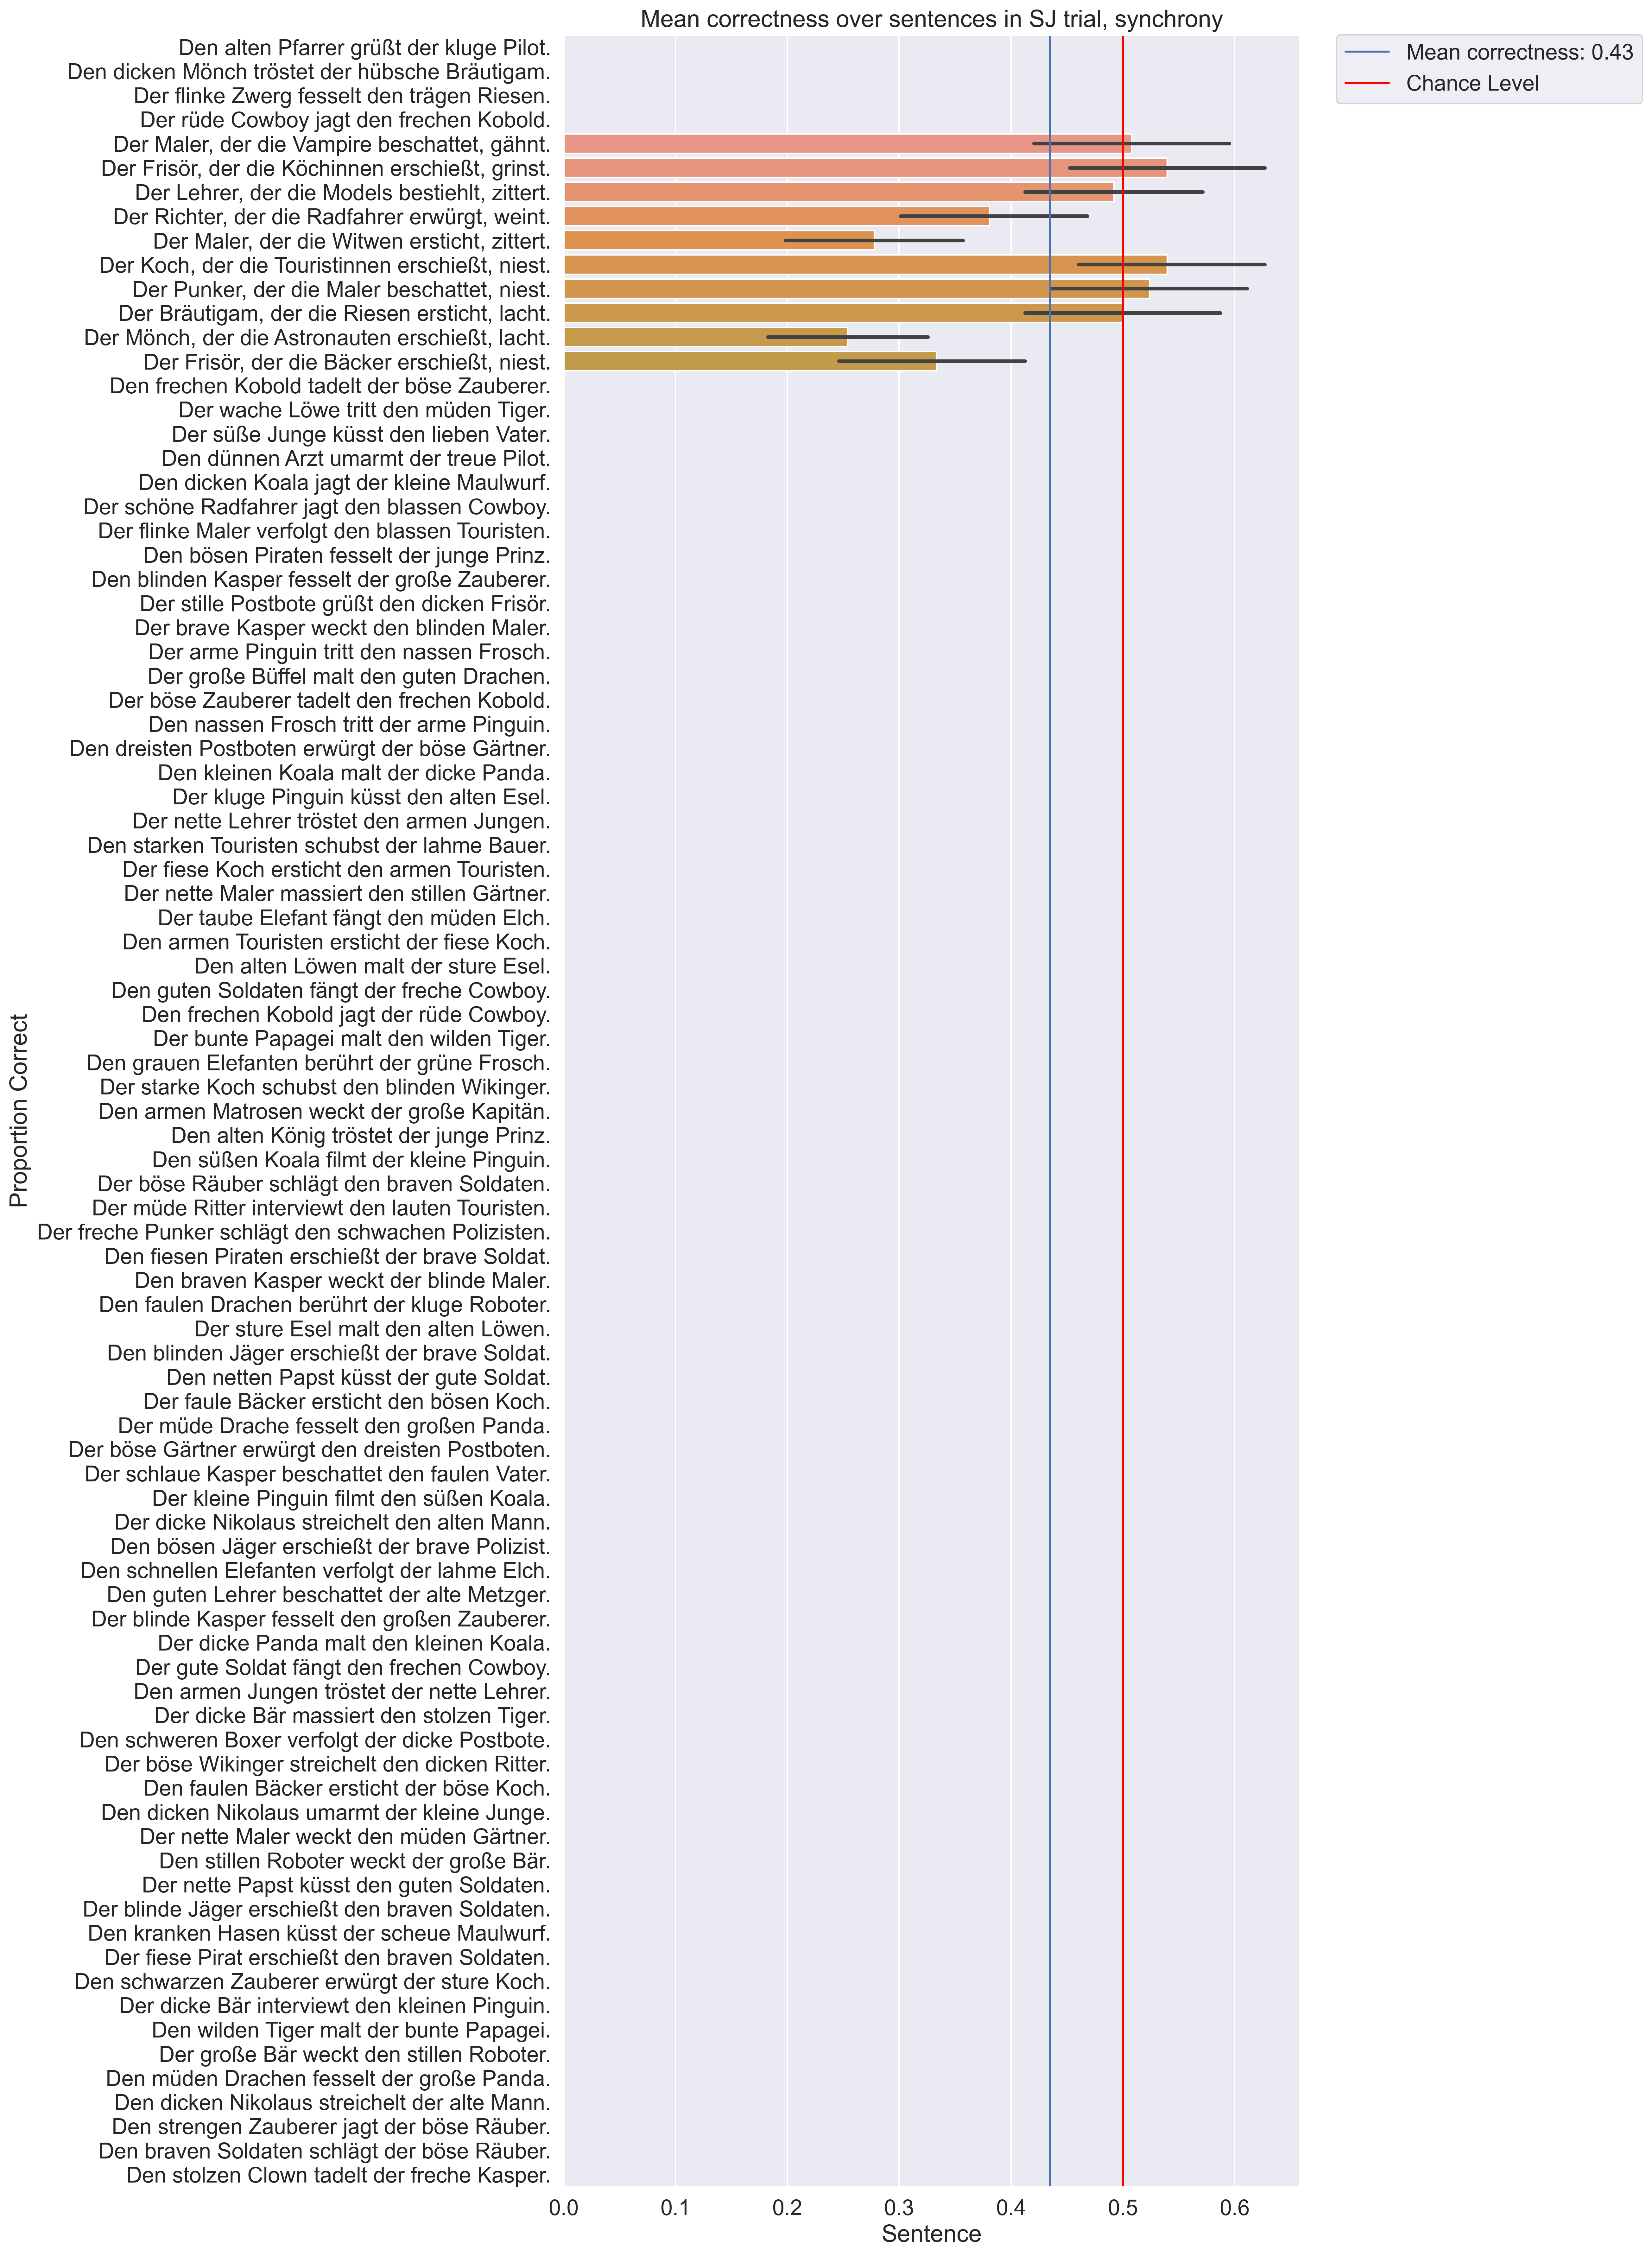 Mean correctness over sentences in SJ trial, synchrony
Mean correctness: 0.43
Chance Level
Den alten Pfarrer grüßt der kluge Pilot.
Den dicken Mönch tröstet der hübsche Bräutigam.
Der flinke Zwerg fesselt den trägen Riesen.
Der rüde Cowboy jagt den frechen Kobold.
Der Maler, der die Vampire beschattet, gähnt.
Der Frisör, der die Köchinnen erschießt, grinst.
Der Lehrer, der die Models bestiehlt, zittert.
Der Richter, der die Radfahrer erwürgt, weint.
Der Maler, der die Witwen ersticht, zittert.
Der Koch, der die Touristinnen erschießt, niest.
Der Punker, der die Maler beschattet, niest.
Der Bräutigam, der die Riesen ersticht, lacht.
Der Mönch, der die Astronauten erschießt, lacht.
Der Frisör, der die Bäcker erschießt, niest.
Den frechen Kobold tadelt der böse Zauberer.
Der wache Löwe tritt den müden Tiger.
Der süße Junge küsst den lieben Vater.
Den dünnen Arzt umarmt der treue Pilot.
Den dicken Koala jagt der kleine Maulwurf.
Der schöne Radfahrer jagt den blassen Cowboy.
Der flinke Maler verfolgt den blassen Touristen.
Den bösen Piraten fesselt der junge Prinz.
Den blinden Kasper fesselt der große Zauberer.
Der stille Postbote grüßt den dicken Frisör.
Der brave Kasper weckt den blinden Maler.
Der arme Pinguin tritt den nassen Frosch.
Der große Büffel malt den guten Drachen.
Der böse Zauberer tadelt den frechen Kobold.
Den nassen Frosch tritt der arme Pinguin.
Den dreisten Postboten erwürgt der böse Gärtner.
Den kleinen Koala malt der dicke Panda.
Der kluge Pinguin küsst den alten Esel.
Der nette Lehrer tröstet den armen Jungen.
Den starken Touristen schubst der lahme Bauer.
Der fiese Koch ersticht den armen Touristen.
Der nette Maler massiert den stillen Gärtner.
Der taube Elefant fängt den müden Elch.
Den armen Touristen ersticht der fiese Koch.
Den alten Löwen malt der sture Esel.
Den guten Soldaten fängt der freche Cowboy.
Den frechen Kobold jagt der rüde Cowboy.
Der bunte Papagei malt den wilden Tiger.
Den grauen Elefanten berührt der grüne Frosch.
Der starke Koch schubst den blinden Wikinger.
Den armen Matrosen weckt der große Kapitän.
Den alten König tröstet der junge Prinz.
Den süßen Koala filmt der kleine Pinguin.
Der böse Räuber schlägt den braven Soldaten.
Der müde Ritter interviewt den lauten Touristen.
Der freche Punker schlägt den schwachen Polizisten.
Den fiesen Piraten erschießt der brave Soldat.
Den braven Kasper weckt der blinde Maler.
Den faulen Drachen berührt der kluge Roboter.
Der sture Esel malt den alten Löwen.
Den blinden Jäger erschießt der brave Soldat.
Den netten Papst küsst der gute Soldat.
Der faule Bäcker ersticht den bösen Koch.
Der müde Drache fesselt den großen Panda.
Der böse Gärtner erwürgt den dreisten Postboten.
Der schlaue Kasper beschattet den faulen Vater.
Der kleine Pinguin filmt den süßen Koala.
Der dicke Nikolaus streichelt den alten Mann.
Den bösen Jäger erschießt der brave Polizist.
Den schnellen Elefanten verfolgt der lahme Elch.
Den guten Lehrer beschattet der alte Metzger.
Der blinde Kasper fesselt den großen Zauberer.
Der dicke Panda malt den kleinen Koala.
Der gute Soldat fängt den frechen Cowboy.
Den armen Jungen tröstet der nette Lehrer.
Der dicke Bär massiert den stolzen Tiger.
Den schweren Boxer verfolgt der dicke Postbote.
Der böse Wikinger streichelt den dicken Ritter.
Den faulen Bäcker ersticht der böse Koch.
Den dicken Nikolaus umarmt der kleine Junge.
Der nette Maler weckt den müden Gärtner.
Den stillen Roboter weckt der große Bär.
Der nette Papst küsst den guten Soldaten.
Der blinde Jäger erschießt den braven Soldaten.
Den kranken Hasen küsst der scheue Maulwurf.
Der fiese Pirat erschießt den braven Soldaten.
Den schwarzen Zauberer erwürgt der sture Koch.
Der dicke Bär interviewt den kleinen Pinguin.
Den wilden Tiger malt der bunte Papagei.
Der große Bär weckt den stillen Roboter.
Den müden Drachen fesselt der große Panda.
Den dicken Nikolaus streichelt der alte Mann.
Den strengen Zauberer jagt der böse Räuber.
Den braven Soldaten schlägt der böse Räuber.
Den stolzen Clown tadelt der freche Kasper.
Proportion Correct
0.0 0.1 0.2 0.3 0.4 0.5 0.6
Sentence